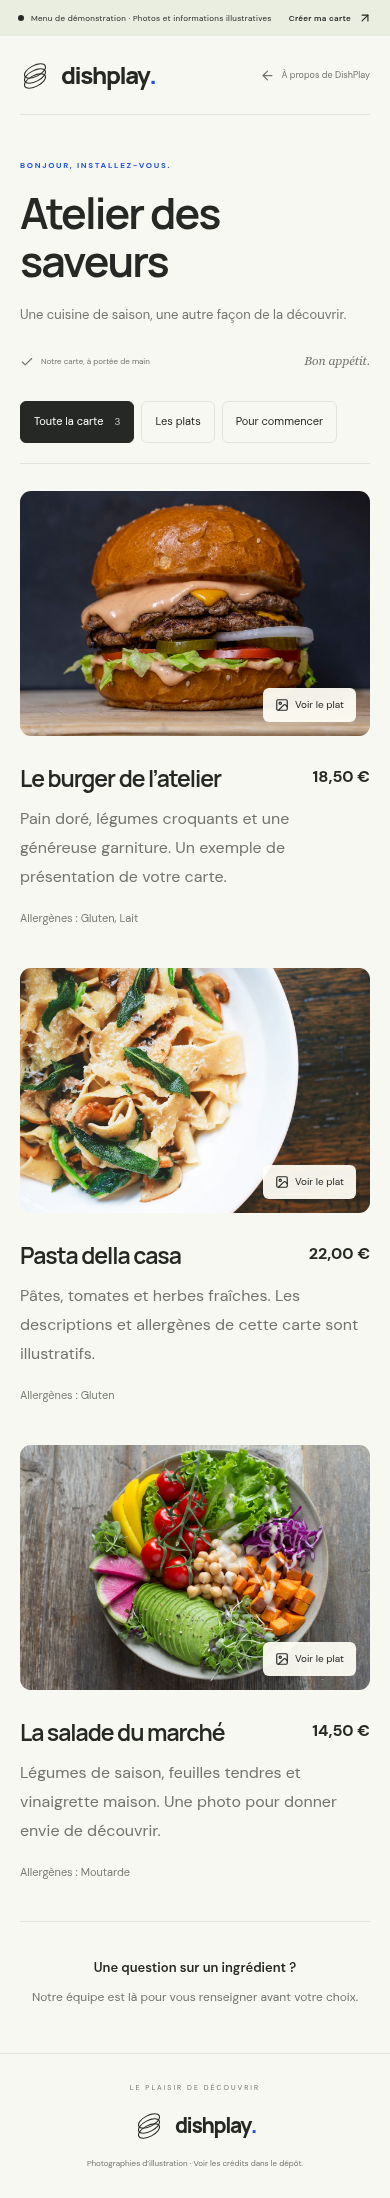 Menu de démonstration · Photos et informations illustratives Créer ma carte
dishplay.
À propos de DishPlay
BONJOUR, INSTALLEZ-VOUS.
Atelier des
saveurs
Une cuisine de saison, une autre façon de la découvrir.
Notre carte, à portée de main.
Bon appétit.
Toute la carte 3
Les plats
Pour commencer
Voir le plat
Le burger de l’atelier 18,50 €
Pain doré, légumes croquants et une
généreuse garniture. Un exemple de
présentation de votre carte.
Allergènes : Gluten, Lait
Voir le plat
Pasta della casa 22,00 €
Pâtes, tomates et herbes fraîches. Les
descriptions et allergènes de cette carte sont
illustratifs.
Allergènes : Gluten
Voir le plat
La salade du marché 14,50 €
Légumes de saison, feuilles tendres et
vinaigrette maison. Une photo pour donner
envie de découvrir.
Allergènes : Moutarde
Une question sur un ingrédient ?
Notre équipe est là pour vous renseigner avant votre choix.
LE PLAISIR DE DÉCOUVRIR
dishplay.
Photographies d’illustration · Voir les crédits dans le dépôt.